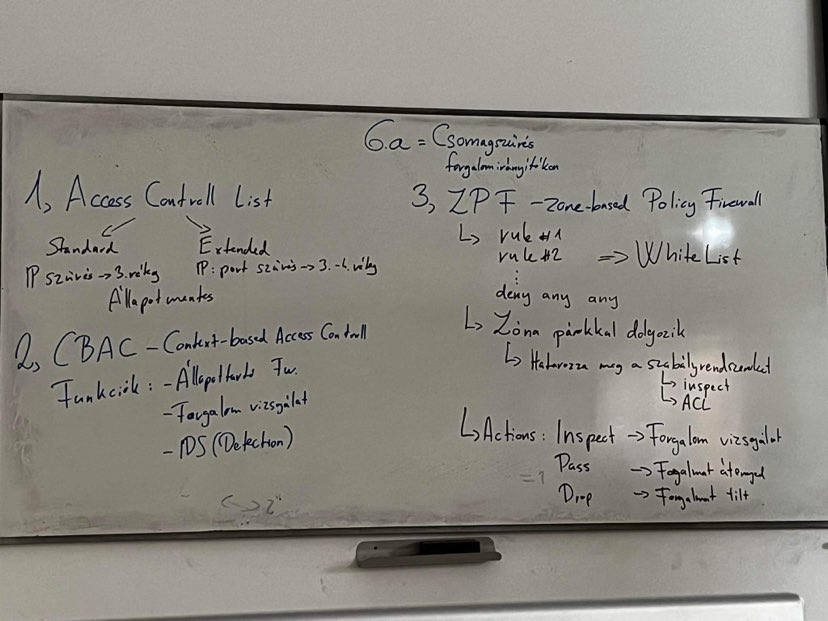 6.a = Csomagszűrés
forgalomirányítókon
1, Access Controll List
Standard Extended
IP szűrés -> 3. réteg IP:port szűrés -> 3.-4. réteg
Állapotmentes
2, CBAC - Context-based Access Controll
Funkciók: - Állapottartó Fw.
- Forgalom vizsgálat
- IDS (Detection)
3, ZPF - Zone-based Policy Firewall
↳ rule #1
rule #2 => WhiteList
⋮
deny any any
↳ Zóna párokkal dolgozik
↳ Határozza meg a szabályrendszereket
↳ inspect
↳ ACL
↳ Actions: Inspect -> Forgalom vizsgálat
Pass -> Forgalmat átenged
Drop -> Forgalmat tilt